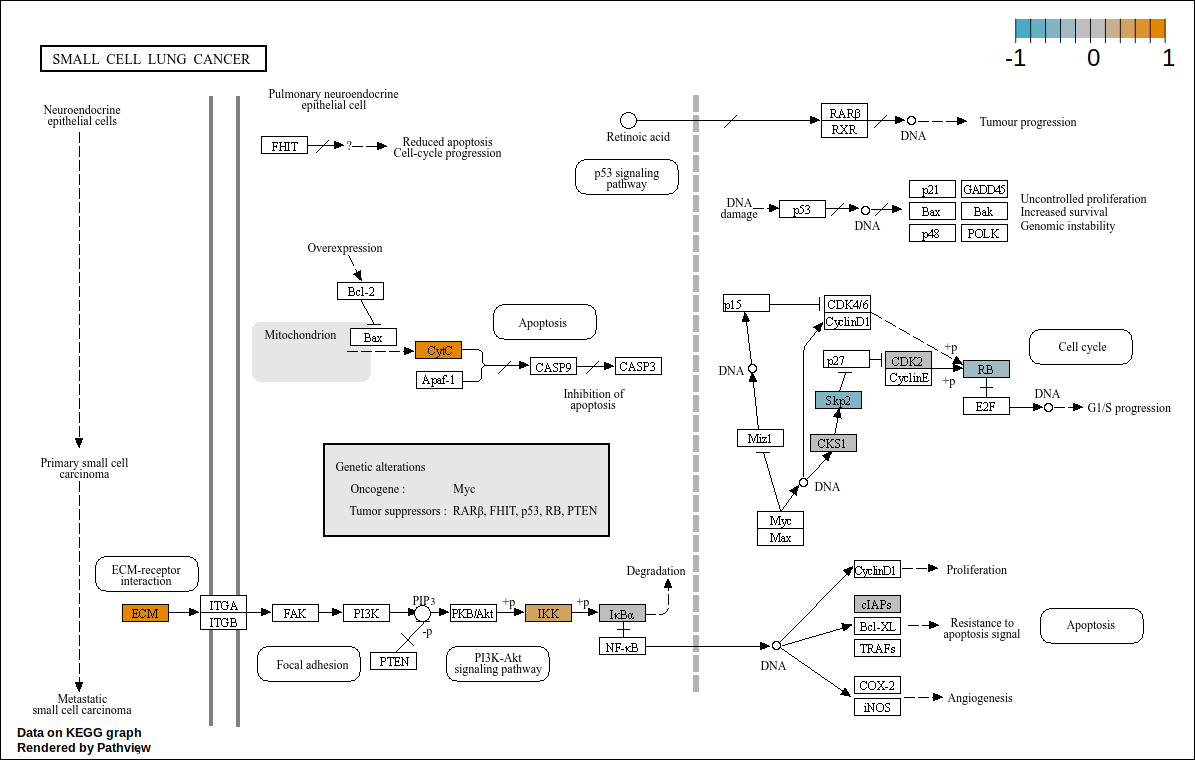 SMALL CELL LUNG CANCER
-1 0 1
Neuroendocrine
epithelial cells
Pulmonary neuroendocrine
epithelial cell
FHIT
?
Reduced apoptosis
Cell-cycle progression
Retinoic acid
RARβ
RXR
DNA
Tumour progression
p53 signaling
pathway
DNA
damage
p53
DNA
p21 GADD45
Bax Bak
p48 POLK
Uncontrolled proliferation
Increased survival
Genomic instability
Overexpression
Bcl-2
Mitochondrion
Bax
CytC
Apaf-1
Apoptosis
CASP9
CASP3
Inhibition of
apoptosis
p15
CDK4/6
CyclinD1
DNA
p27
CDK2
CyclinE
+p
+p
RB
E2F
DNA
G1/S progression
Cell cycle
Skp2
CKS1
Miz1
DNA
Myc
Max
Primary small cell
carcinoma
Genetic alterations
Oncogene : Myc
Tumor suppressors : RARβ, FHIT, p53, RB, PTEN
ECM-receptor
interaction
ECM
ITGA
ITGB
FAK
PI3K
PIP3
-p
PTEN
PKB/Akt
+p
IKK
+p
IκBα
NF-κB
Degradation
Focal adhesion
PI3K-Akt
signaling pathway
DNA
CyclinD1
Proliferation
cIAPs
Bcl-XL
TRAFs
Resistance to
apoptosis signal
Apoptosis
COX-2
iNOS
Angiogenesis
Metastatic
small cell carcinoma
Data on KEGG graph
Rendered by Pathview